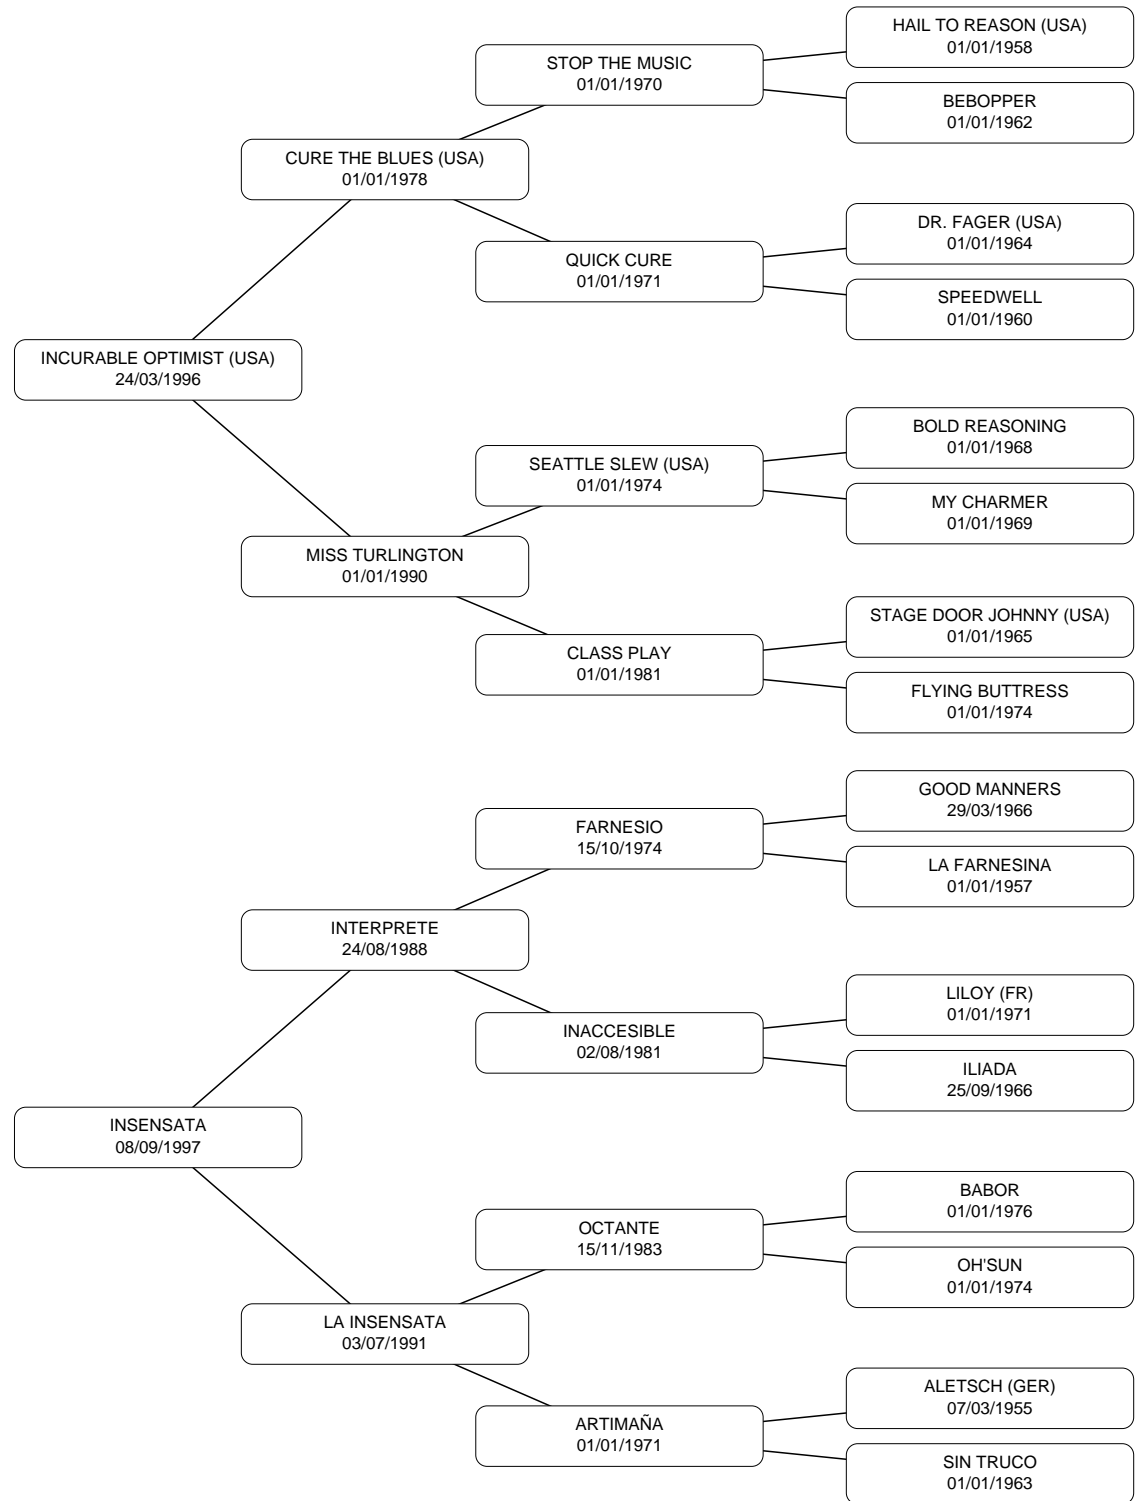 HAIL TO REASON (USA)
01/01/1958
STOP THE MUSIC
01/01/1970
BEBOPPER
01/01/1962
CURE THE BLUES (USA)
01/01/1978
DR. FAGER (USA)
01/01/1964
QUICK CURE
01/01/1971
SPEEDWELL
01/01/1960
INCURABLE OPTIMIST (USA)
24/03/1996
BOLD REASONING
01/01/1968
SEATTLE SLEW (USA)
01/01/1974
MY CHARMER
01/01/1969
MISS TURLINGTON
01/01/1990
STAGE DOOR JOHNNY (USA)
01/01/1965
CLASS PLAY
01/01/1981
FLYING BUTTRESS
01/01/1974
GOOD MANNERS
29/03/1966
FARNESIO
15/10/1974
LA FARNESINA
01/01/1957
INTERPRETE
24/08/1988
LILOY (FR)
01/01/1971
INACCESIBLE
02/08/1981
ILIADA
25/09/1966
INSENSATA
08/09/1997
BABOR
01/01/1976
OCTANTE
15/11/1983
OH'SUN
01/01/1974
LA INSENSATA
03/07/1991
ALETSCH (GER)
07/03/1955
ARTIMAÑA
01/01/1971
SIN TRUCO
01/01/1963